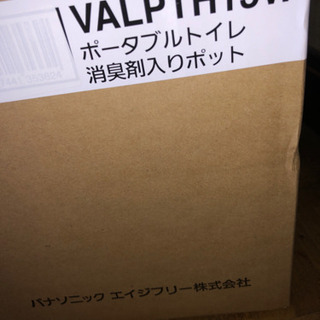 ポータブルトイレ
消臭剤入りポット
パナソニック エイジフリー株式会社